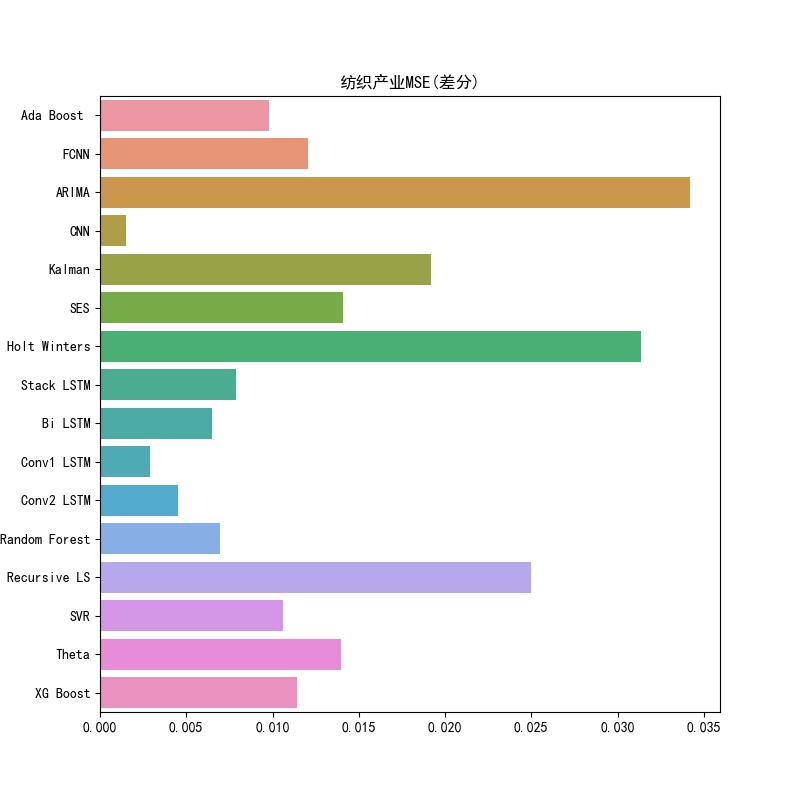 纺织产业MSE(差分)
Ada Boost
FCNN
ARIMA
CNN
Kalman
SES
Holt Winters
Stack LSTM
Bi LSTM
Conv1 LSTM
Conv2 LSTM
Random Forest
Recursive LS
SVR
Theta
XG Boost
0.000 0.005 0.010 0.015 0.020 0.025 0.030 0.035